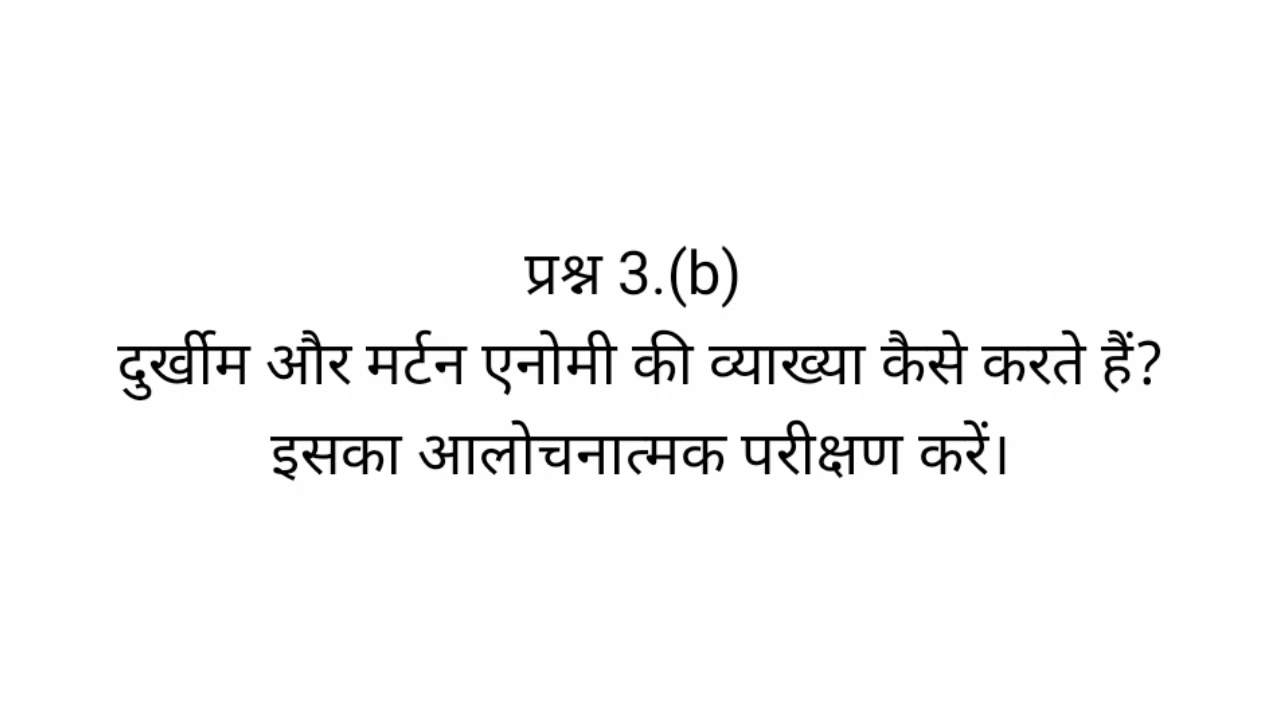 प्रश्न 3.(b)
दुर्खीम और मर्टन एनोमी की व्याख्या कैसे करते हैं?
इसका आलोचनात्मक परीक्षण करें।